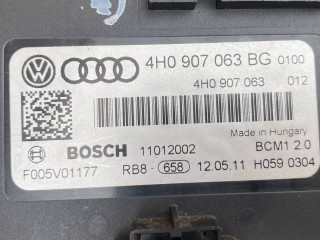 4H0 907 063 BG 0100
4H0 907 063 012
Made in Hungary
BOSCH 11012002 BCM1 2.0
F005V01177 RB8- 658 12.05.11 H059 0304